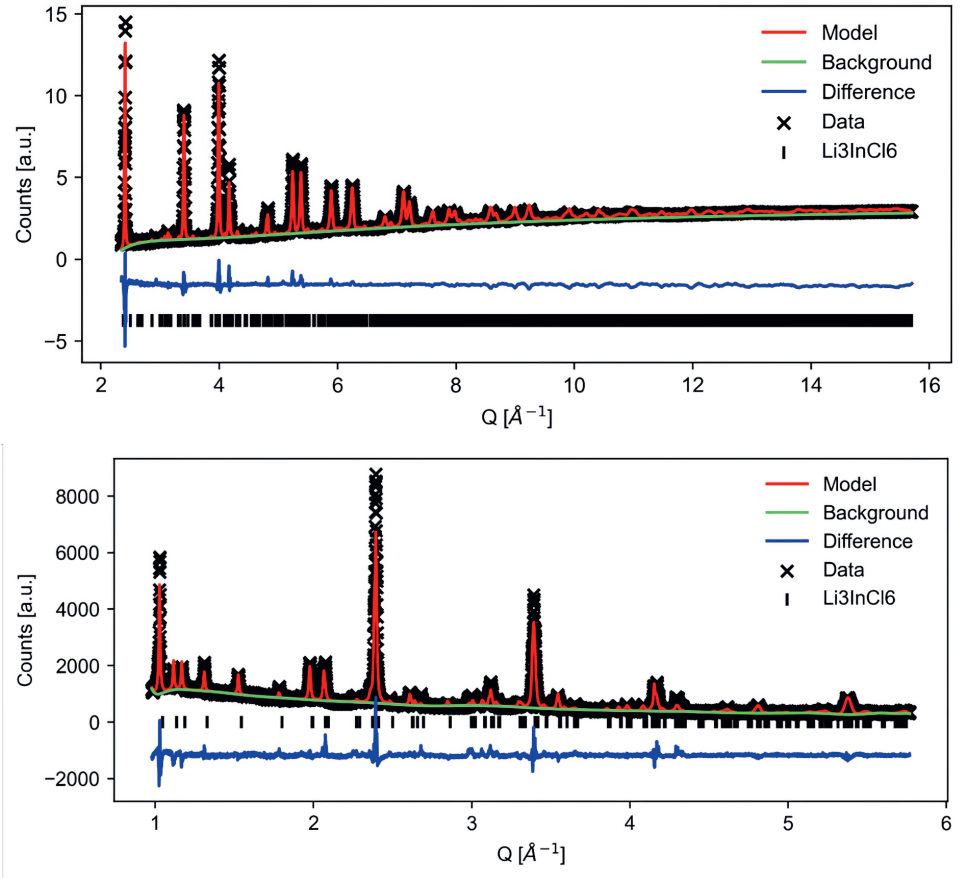 15
10
5
0
−5
Counts [a.u.]
Model
Background
Difference
Data
Li3InCl6
2 4 6 8 10 12 14 16
Q [Å⁻¹]
8000
6000
4000
2000
0
−2000
Counts [a.u.]
Model
Background
Difference
Data
Li3InCl6
1 2 3 4 5 6
Q [Å⁻¹]